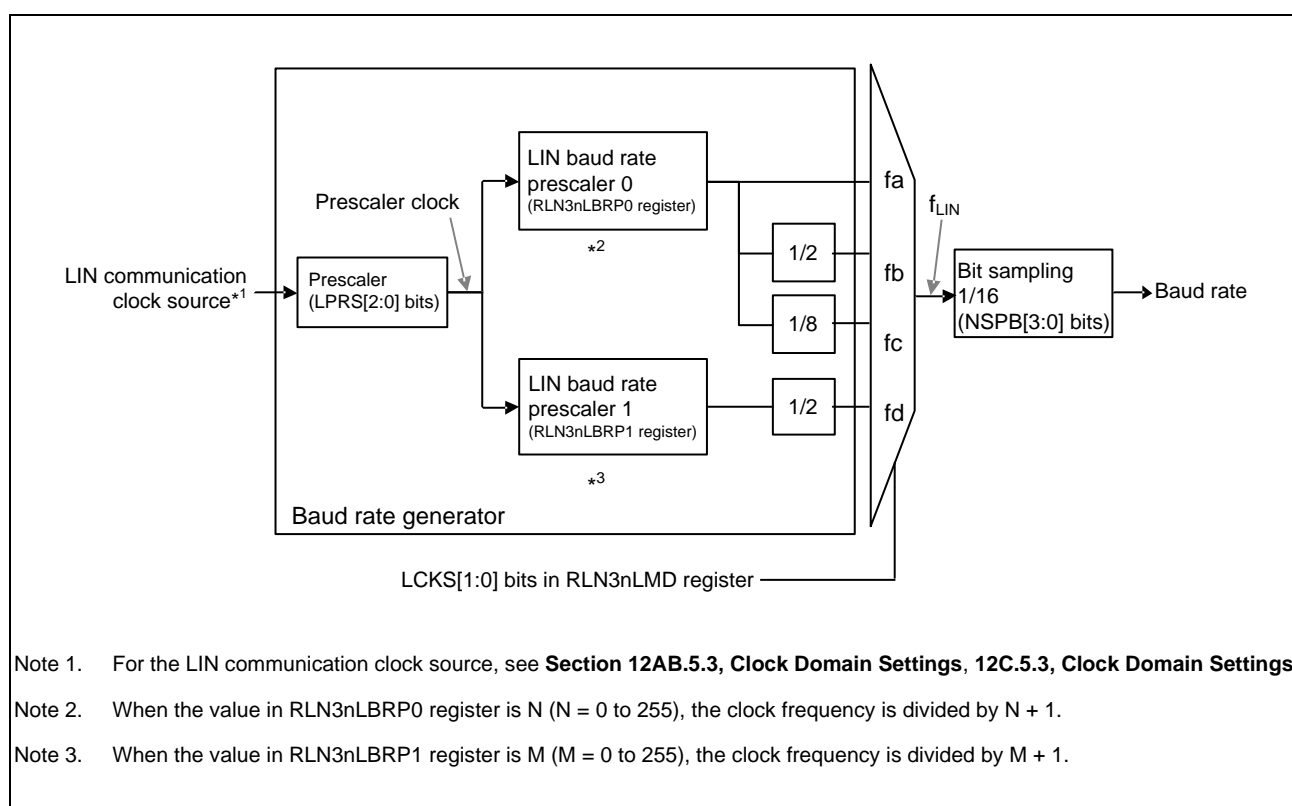 LIN baud rate
prescaler 0
(RLN3nLBRP0 register)
*2
Prescaler clock
LIN communication
clock source*1
Prescaler
(LPRS[2:0] bits)
1/2
1/8
LIN baud rate
prescaler 1
(RLN3nLBRP1 register)
*3
1/2
fa
fb
fc
fd
fLIN
Bit sampling
1/16
(NSPB[3:0] bits)
Baud rate
Baud rate generator
LCKS[1:0] bits in RLN3nLMD register
Note 1. For the LIN communication clock source, see Section 12AB.5.3, Clock Domain Settings, 12C.5.3, Clock Domain Settings
Note 2. When the value in RLN3nLBRP0 register is N (N = 0 to 255), the clock frequency is divided by N + 1.
Note 3. When the value in RLN3nLBRP1 register is M (M = 0 to 255), the clock frequency is divided by M + 1.